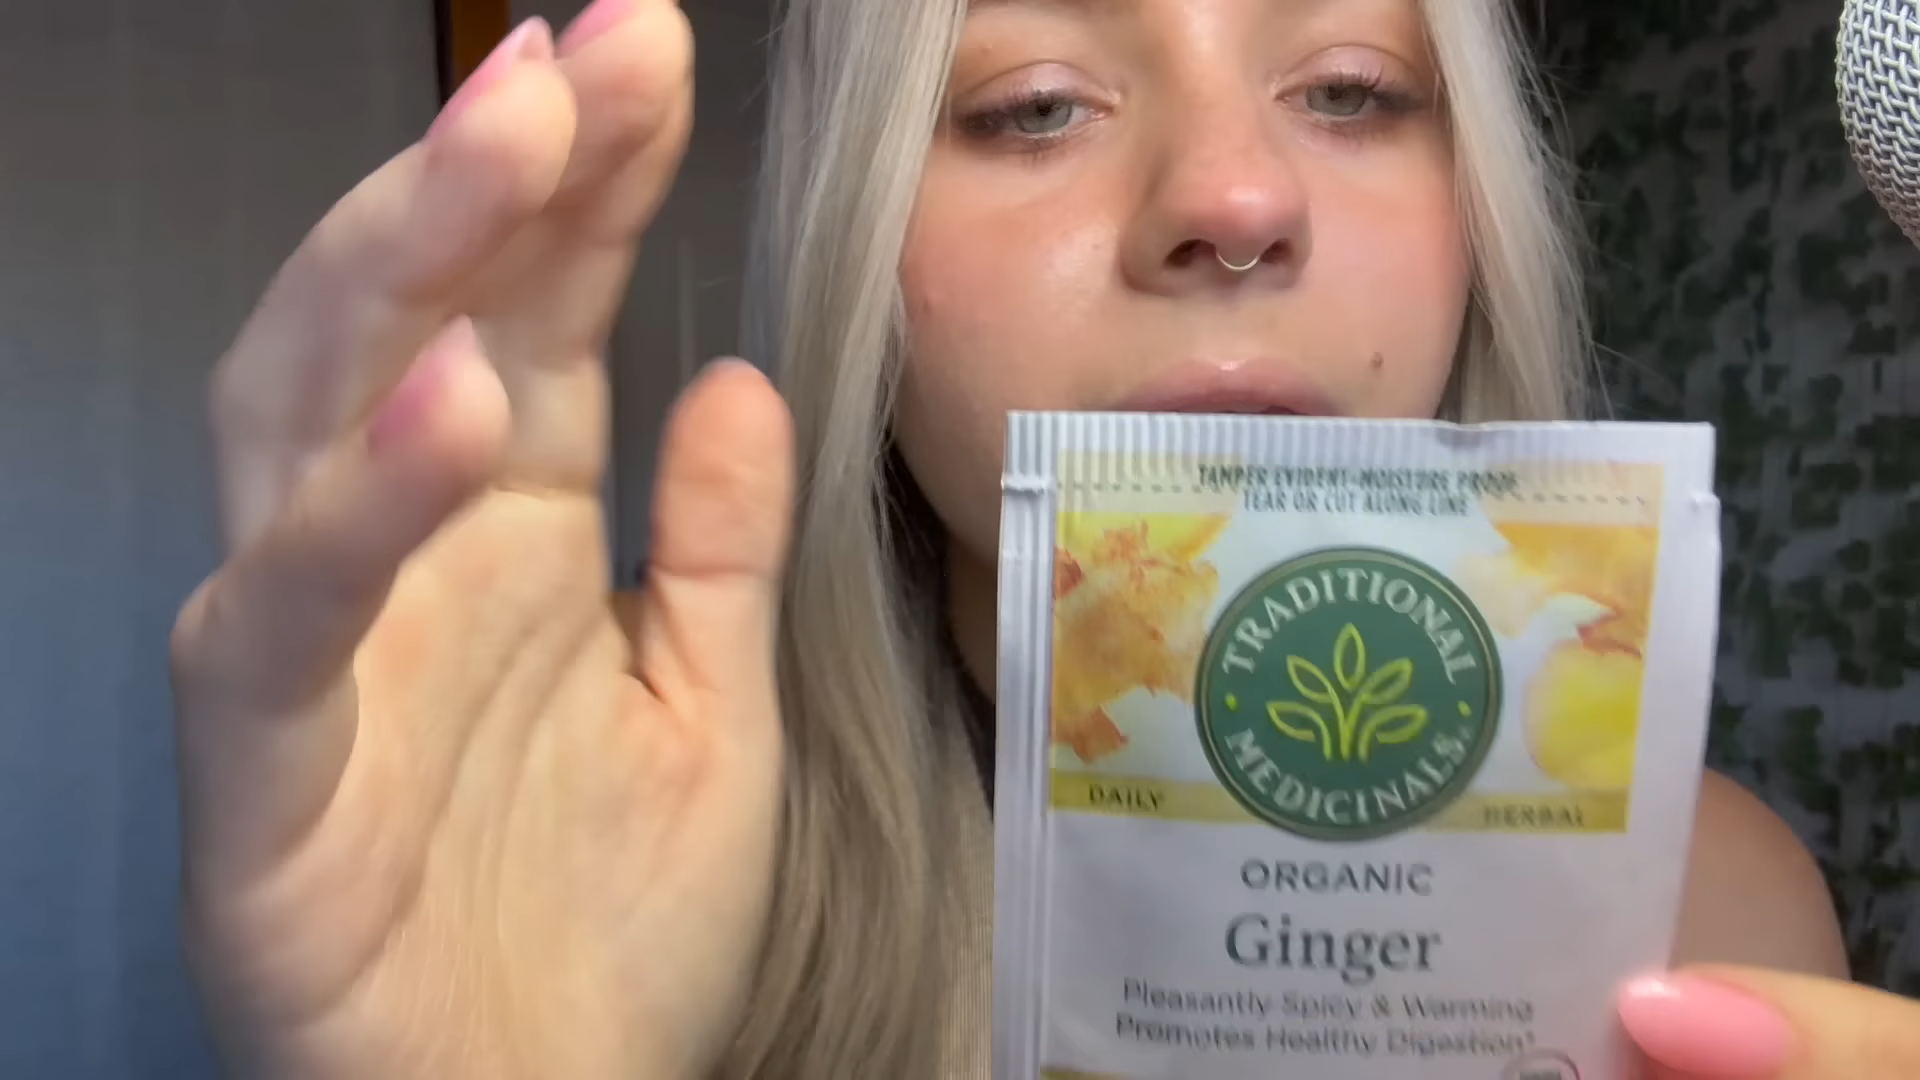 TAMPER EVIDENT-MOISTURE PROOF
TEAR OR CUT ALONG LINE
TRADITIONAL
MEDICINALS
DAILY
HERBAL
ORGANIC
Ginger
Pleasantly Spicy & Warming
Promotes Healthy Digestion*